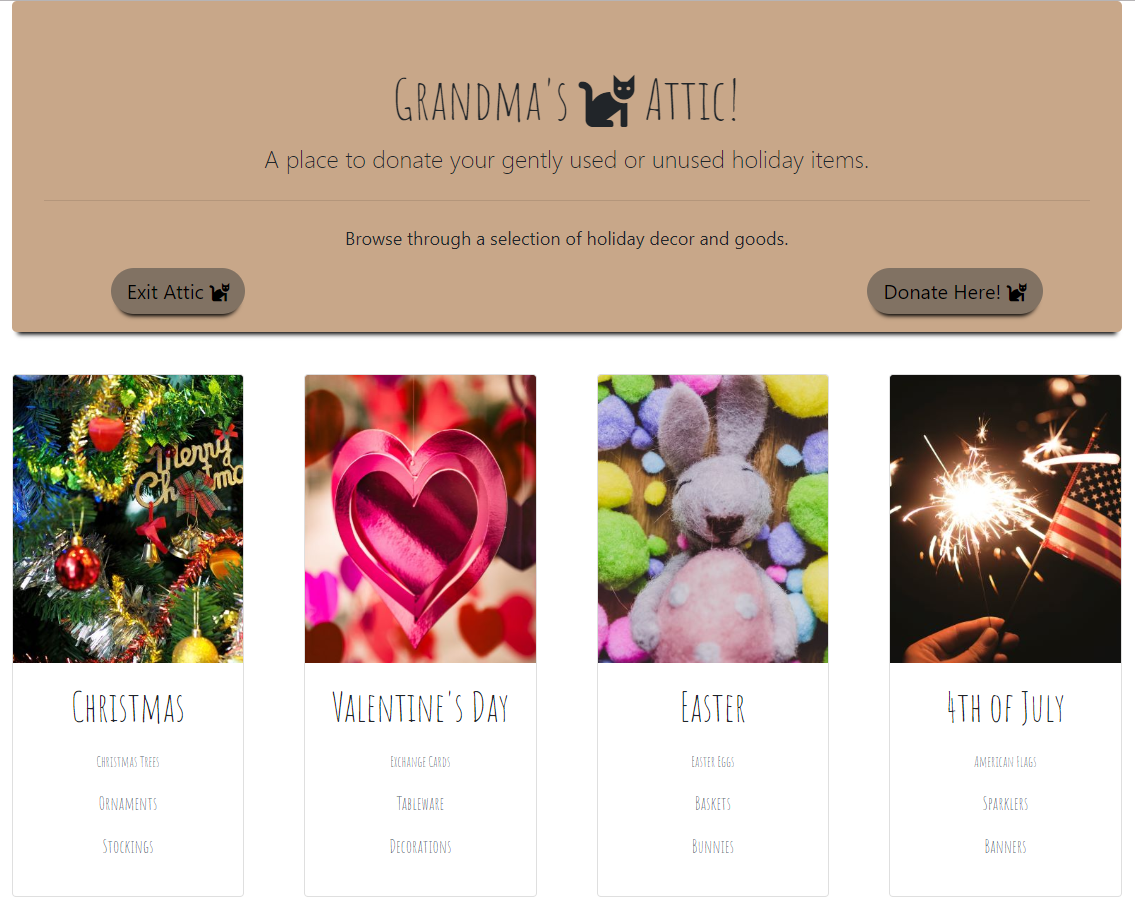 Grandma's Attic!
A place to donate your gently used or unused holiday items.
Browse through a selection of holiday decor and goods.
Exit Attic
Donate Here!
Merry
Christmas
Valentine's Day
Easter
4th of July
Christmas Trees
Exchange Cards
Easter Eggs
American Flags
Ornaments
Tableware
Baskets
Sparklers
Stockings
Decorations
Bunnies
Banners